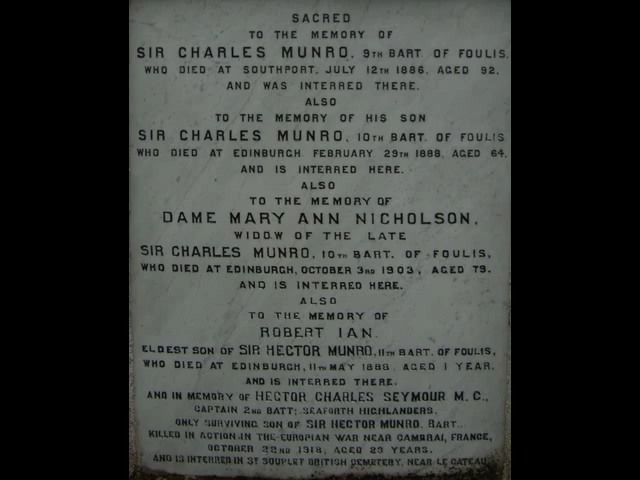 SACRED
TO THE MEMORY OF
SIR CHARLES MUNRO, 9TH BART. OF FOULIS,
WHO DIED AT SOUTHPORT, JULY 12TH 1886, AGED 92.
AND WAS INTERRED THERE.
ALSO
TO THE MEMORY OF HIS SON
SIR CHARLES MUNRO, 10TH BART. OF FOULIS
WHO DIED AT EDINBURGH FEBRUARY 29TH 1888, AGED 64,
AND IS INTERRED HERE.
ALSO
TO THE MEMORY OF
DAME MARY ANN NICHOLSON,
WIDOW OF THE LATE
SIR CHARLES MUNRO, 10TH BART. OF FOULIS,
WHO DIED AT EDINBURGH, OCTOBER 3RD 1903, AGED 79.
AND IS INTERRED HERE.
ALSO
TO THE MEMORY OF
ROBERT IAN.
ELDEST SON OF SIR HECTOR MUNRO, 11TH BART. OF FOULIS,
WHO DIED AT EDINBURGH, 11TH MAY 1888. AGED 1 YEAR.
AND IS INTERRED THERE.
AND IN MEMORY OF HECTOR CHARLES SEYMOUR M.C.,
CAPTAIN 2ND BATT: SEAFORTH HIGHLANDERS.
ONLY SURVIVING SON OF SIR HECTOR MUNRO, BART.
KILLED IN ACTION IN THE EUROPIAN WAR NEAR CAMBRAI, FRANCE,
OCTOBER 22ND 1918, AGED 23 YEARS.
AND IS INTERRED IN ST SOUPLET BRITISH CEMETERY, NEAR LE CATEAU.